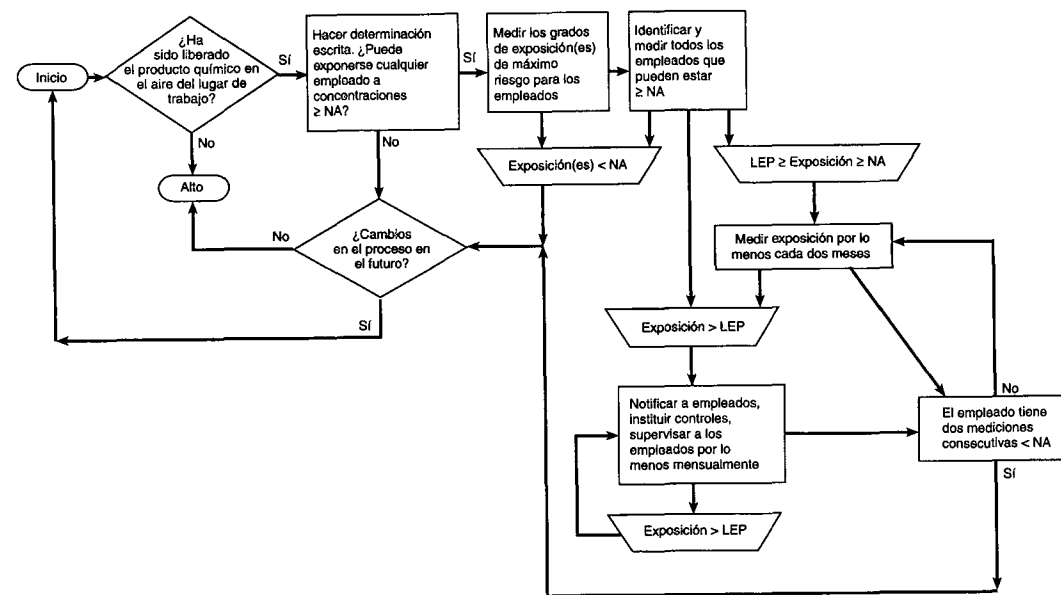 Inicio
¿Ha
sido liberado
el producto químico en
el aire del lugar de
trabajo?
Sí
No
Alto
Hacer determinación
escrita. ¿Puede
exponerse cualquier
empleado a
concentraciones
≥ NA?
Sí
No
Medir los grados
de exposición(es)
de máximo
riesgo para los
empleados
Identificar y
medir todos los
empleados que
pueden estar
≥ NA
Exposición(es) < NA
LEP ≥ Exposición ≥ NA
¿Cambios
en el proceso en
el futuro?
No
Sí
Medir exposición por lo
menos cada dos meses
Exposición > LEP
Notificar a empleados,
instituir controles,
supervisar a los
empleados por lo
menos mensualmente
Exposición > LEP
No
El empleado tiene
dos mediciones
consecutivas < NA
Sí